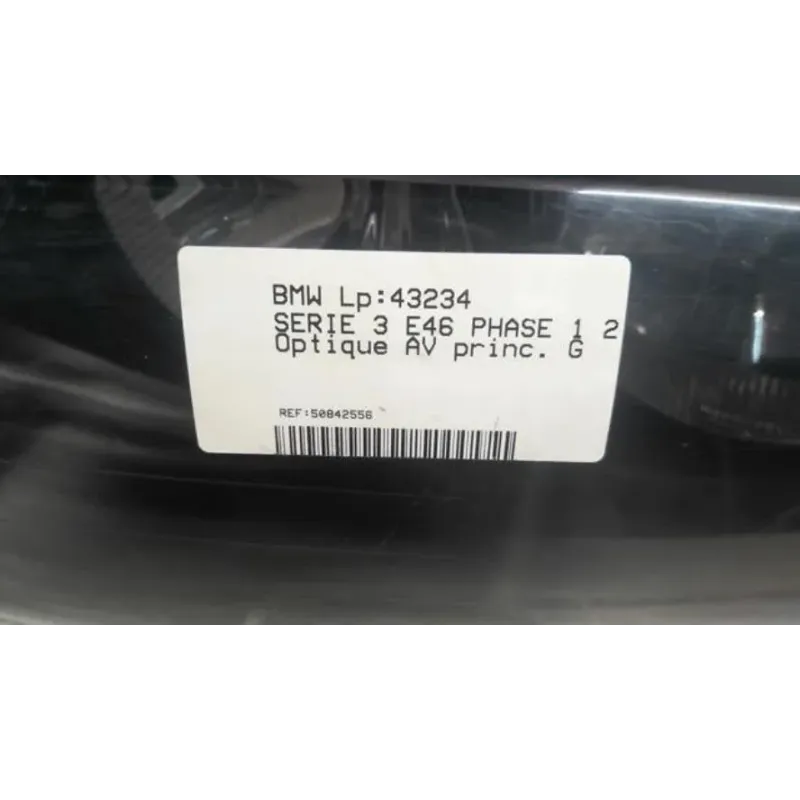 BMW Lp:43234
SERIE 3 E46 PHASE 1 2
Optique AV princ. G
REF:50842556